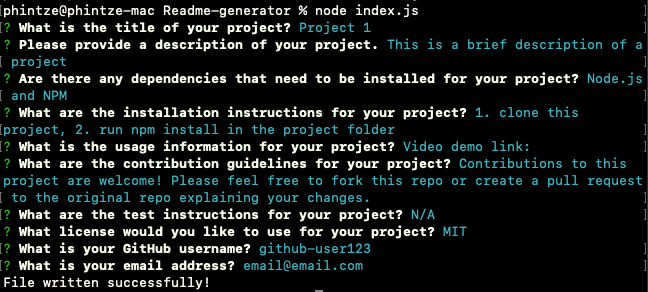 phintze@phintze-mac Readme-generator % node index.js
[? What is the title of your project? Project 1
[? Please provide a description of your project. This is a brief description of a
[ project
[? Are there any dependencies that need to be installed for your project? Node.js
[ and NPM
[? What are the installation instructions for your project? 1. clone this
[project, 2. run npm install in the project folder
? What is the usage information for your project? Video demo link:
? What are the contribution guidelines for your project? Contributions to this
[project are welcome! Please feel free to fork this repo or create a pull request
[ to the original repo explaining your changes.
[? What are the test instructions for your project? N/A
? What license would you like to use for your project? MIT
[? What is your GitHub username? github-user123
[? What is your email address? email@email.com
File written successfully!